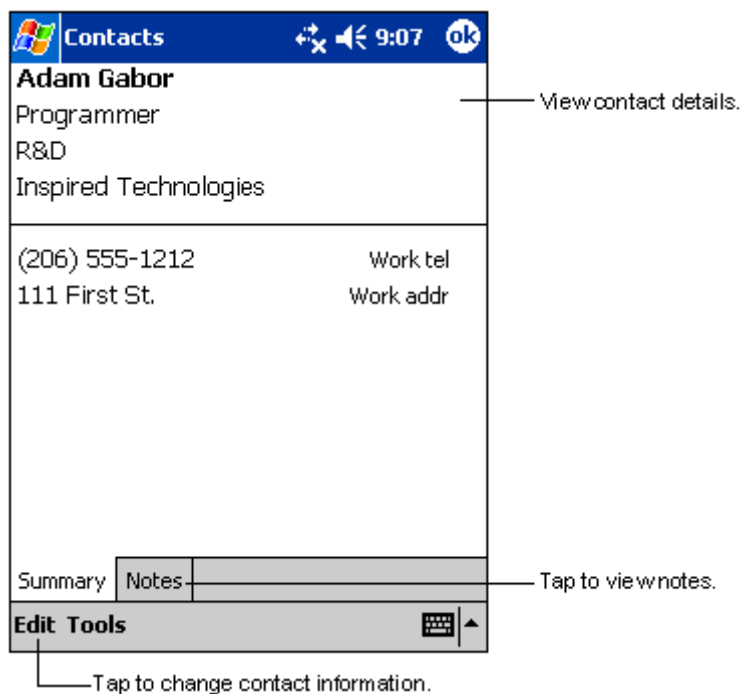 Contacts 9:07 ok
Adam Gabor
Programmer
View contact details.
R&D
Inspired Technologies
(206) 555-1212 Work tel
111 First St. Work addr
Summary Notes
Tap to view notes.
Edit Tools
Tap to change contact information.